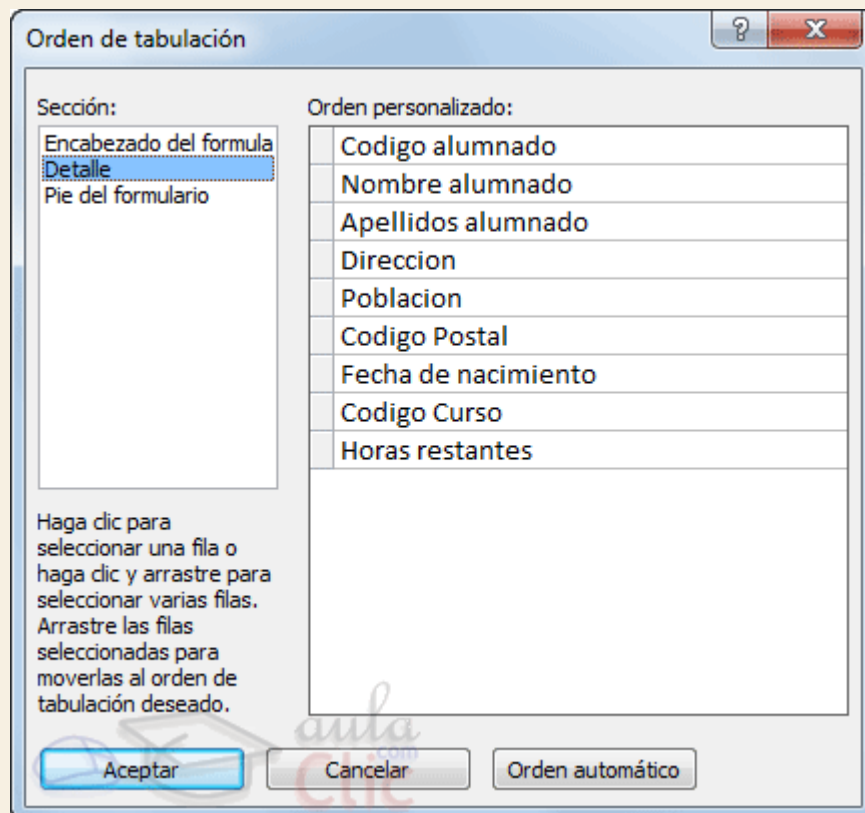 Orden de tabulación
Sección:
Encabezado del formula
Detalle
Pie del formulario
Orden personalizado:
Codigo alumnado
Nombre alumnado
Apellidos alumnado
Direccion
Poblacion
Codigo Postal
Fecha de nacimiento
Codigo Curso
Horas restantes
Haga clic para
seleccionar una fila o
haga clic y arrastre para
seleccionar varias filas.
Arrastre las filas
seleccionadas para
moverlas al orden de
tabulación deseado.
aula
.com
Clic
Aceptar
Cancelar
Orden automático